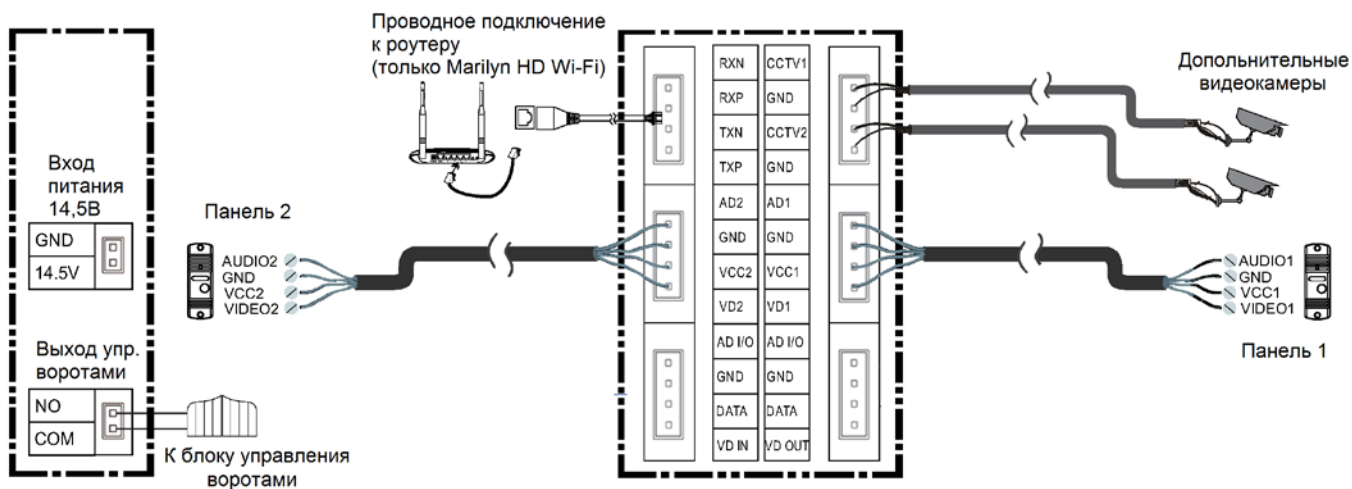 Проводное подключение
к роутеру
(только Marilyn HD Wi-Fi)
Вход
питания
14,5В
GND
14.5V
Выход упр.
воротами
NO
COM
К блоку управления
воротами
Панель 2
AUDIO2
GND
VCC2
VIDEO2
RXN CCTV1
RXP GND
TXN CCTV2
TXP GND
AD2 AD1
GND GND
VCC2 VCC1
VD2 VD1
AD I/O AD I/O
GND GND
DATA DATA
VD IN VD OUT
Допольнительные
видеокамеры
AUDIO1
GND
VCC1
VIDEO1
Панель 1